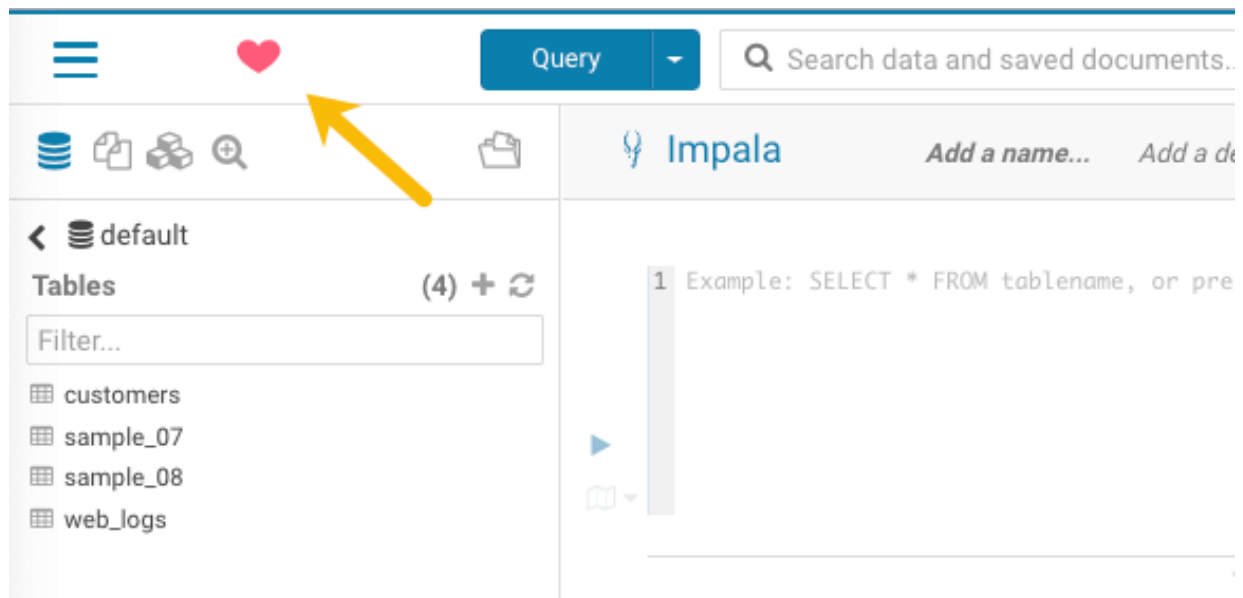 Query
Search data and saved documents...
Impala
Add a name...
Add a de
default
Tables (4)
1 Example: SELECT * FROM tablename, or pre
Filter...
customers
sample_07
sample_08
web_logs